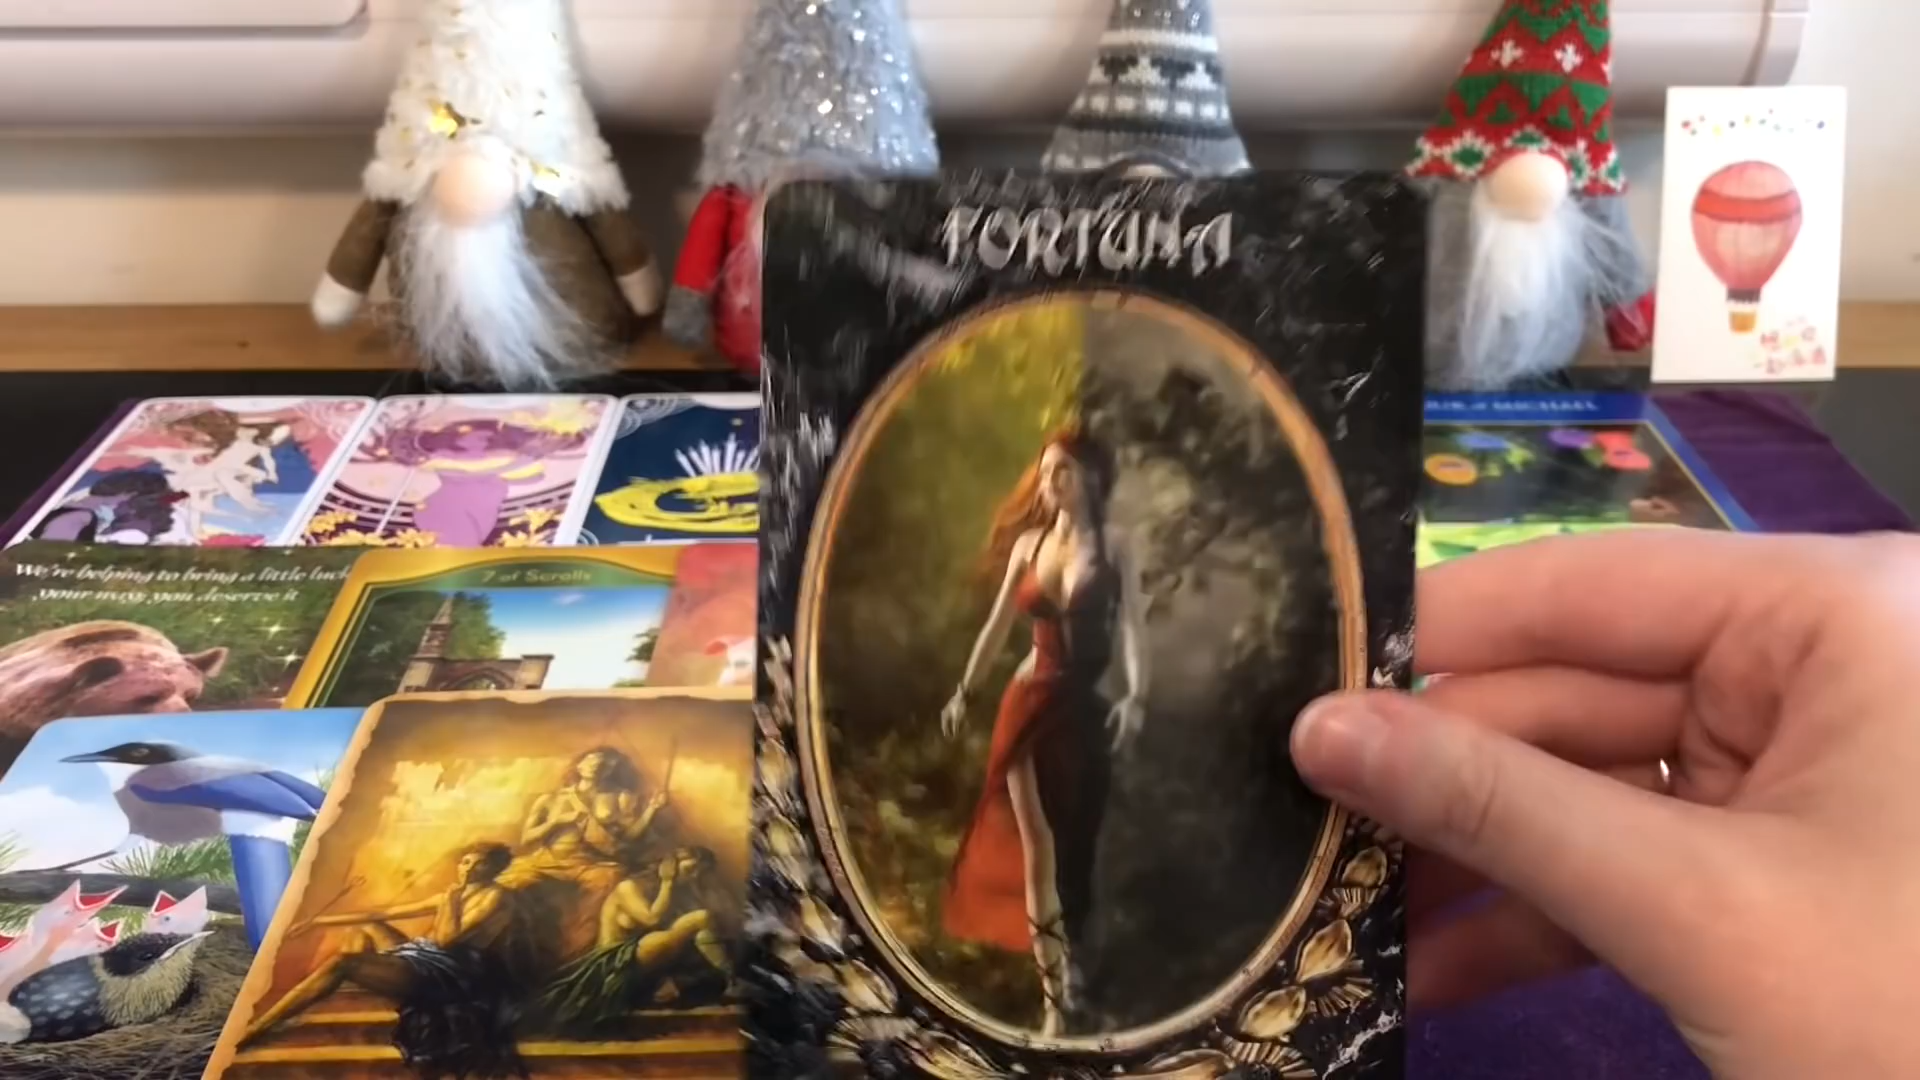 FORTUNA
We're helping to bring a little luck
your way, you deserve it
7 of Scrolls